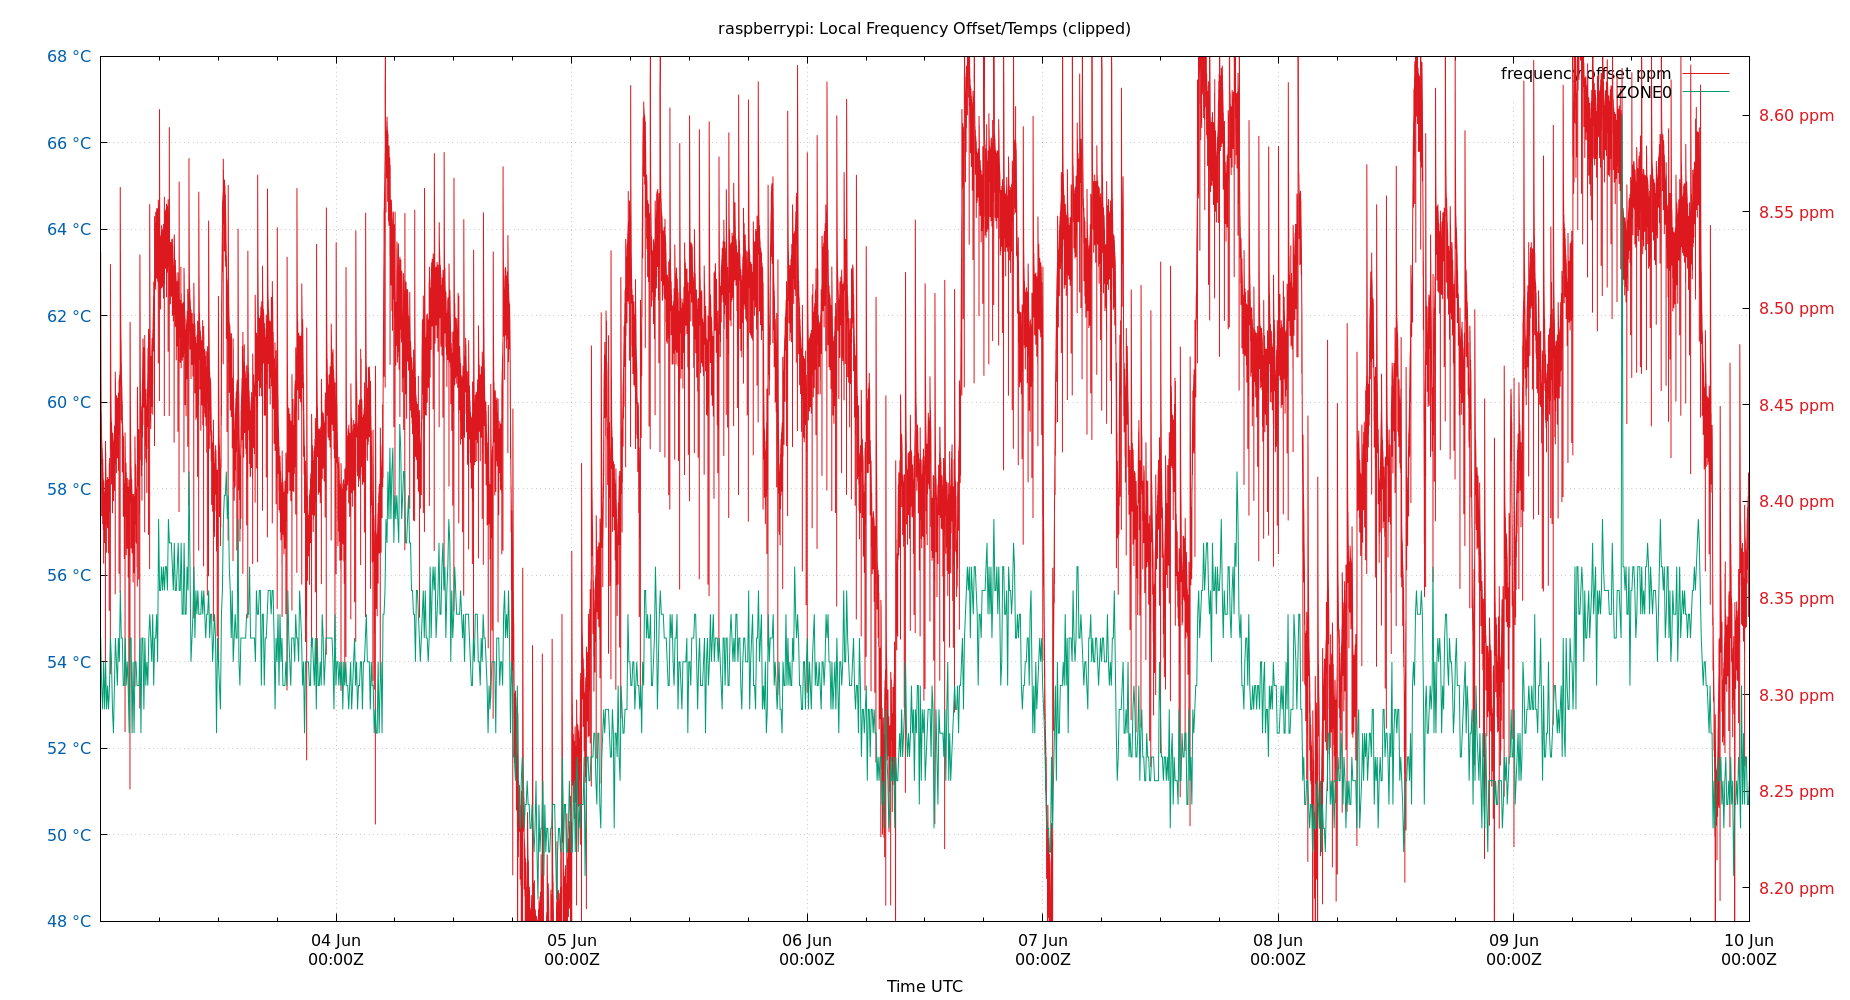 raspberrypi: Local Frequency Offset/Temps (clipped)
68 °C
66 °C
64 °C
62 °C
60 °C
58 °C
56 °C
54 °C
52 °C
50 °C
48 °C
frequency offset ppm
ZONE0
8.60 ppm
8.55 ppm
8.50 ppm
8.45 ppm
8.40 ppm
8.35 ppm
8.30 ppm
8.25 ppm
8.20 ppm
04 Jun
00:00Z
05 Jun
00:00Z
06 Jun
00:00Z
07 Jun
00:00Z
08 Jun
00:00Z
09 Jun
00:00Z
10 Jun
00:00Z
Time UTC